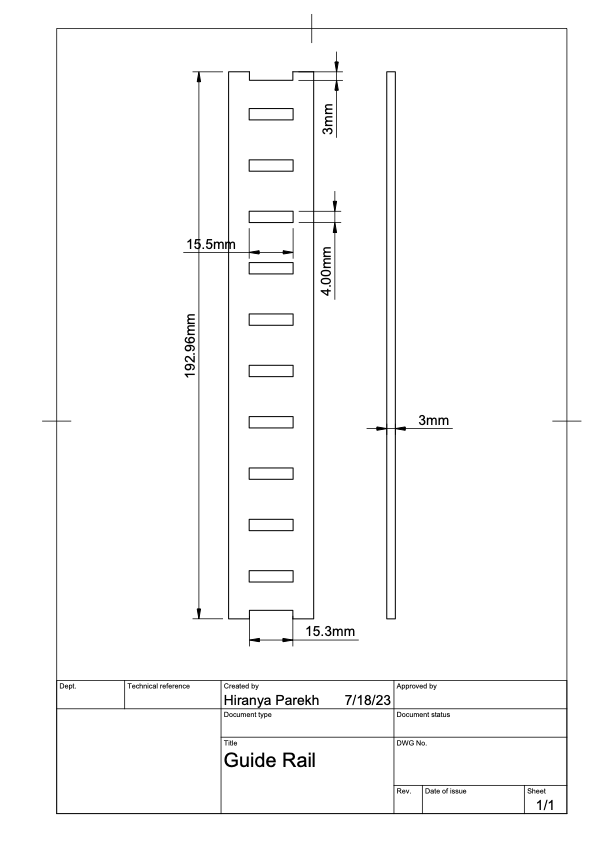 3mm
15.5mm
4.00mm
192.96mm
3mm
15.3mm
Dept.
Technical reference
Created by
Approved by
Hiranya Parekh 7/18/23
Document type
Document status
Title
DWG No.
Guide Rail
Rev.
Date of issue
Sheet
1/1